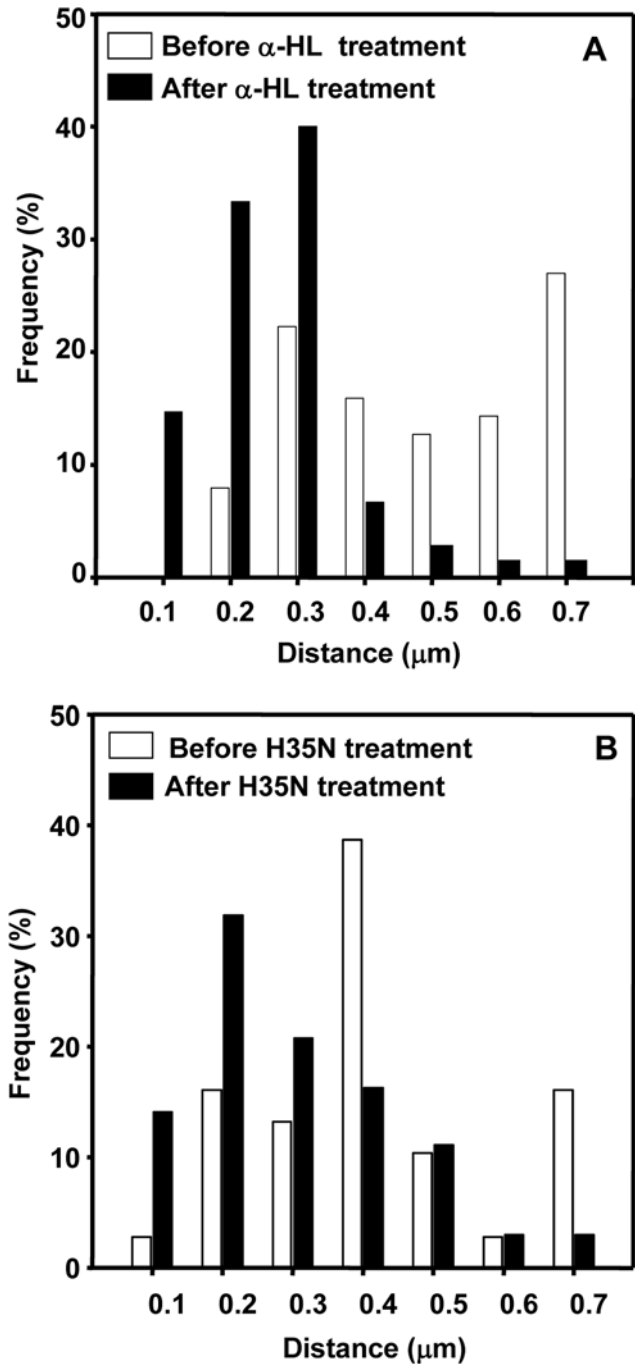 A
Before α-HL treatment
After α-HL treatment
50
40
30
20
10
0
Frequency (%)
0.1 0.2 0.3 0.4 0.5 0.6 0.7
Distance (μm)
B
Before H35N treatment
After H35N treatment
50
40
30
20
10
0
Frequency (%)
0.1 0.2 0.3 0.4 0.5 0.6 0.7
Distance (μm)